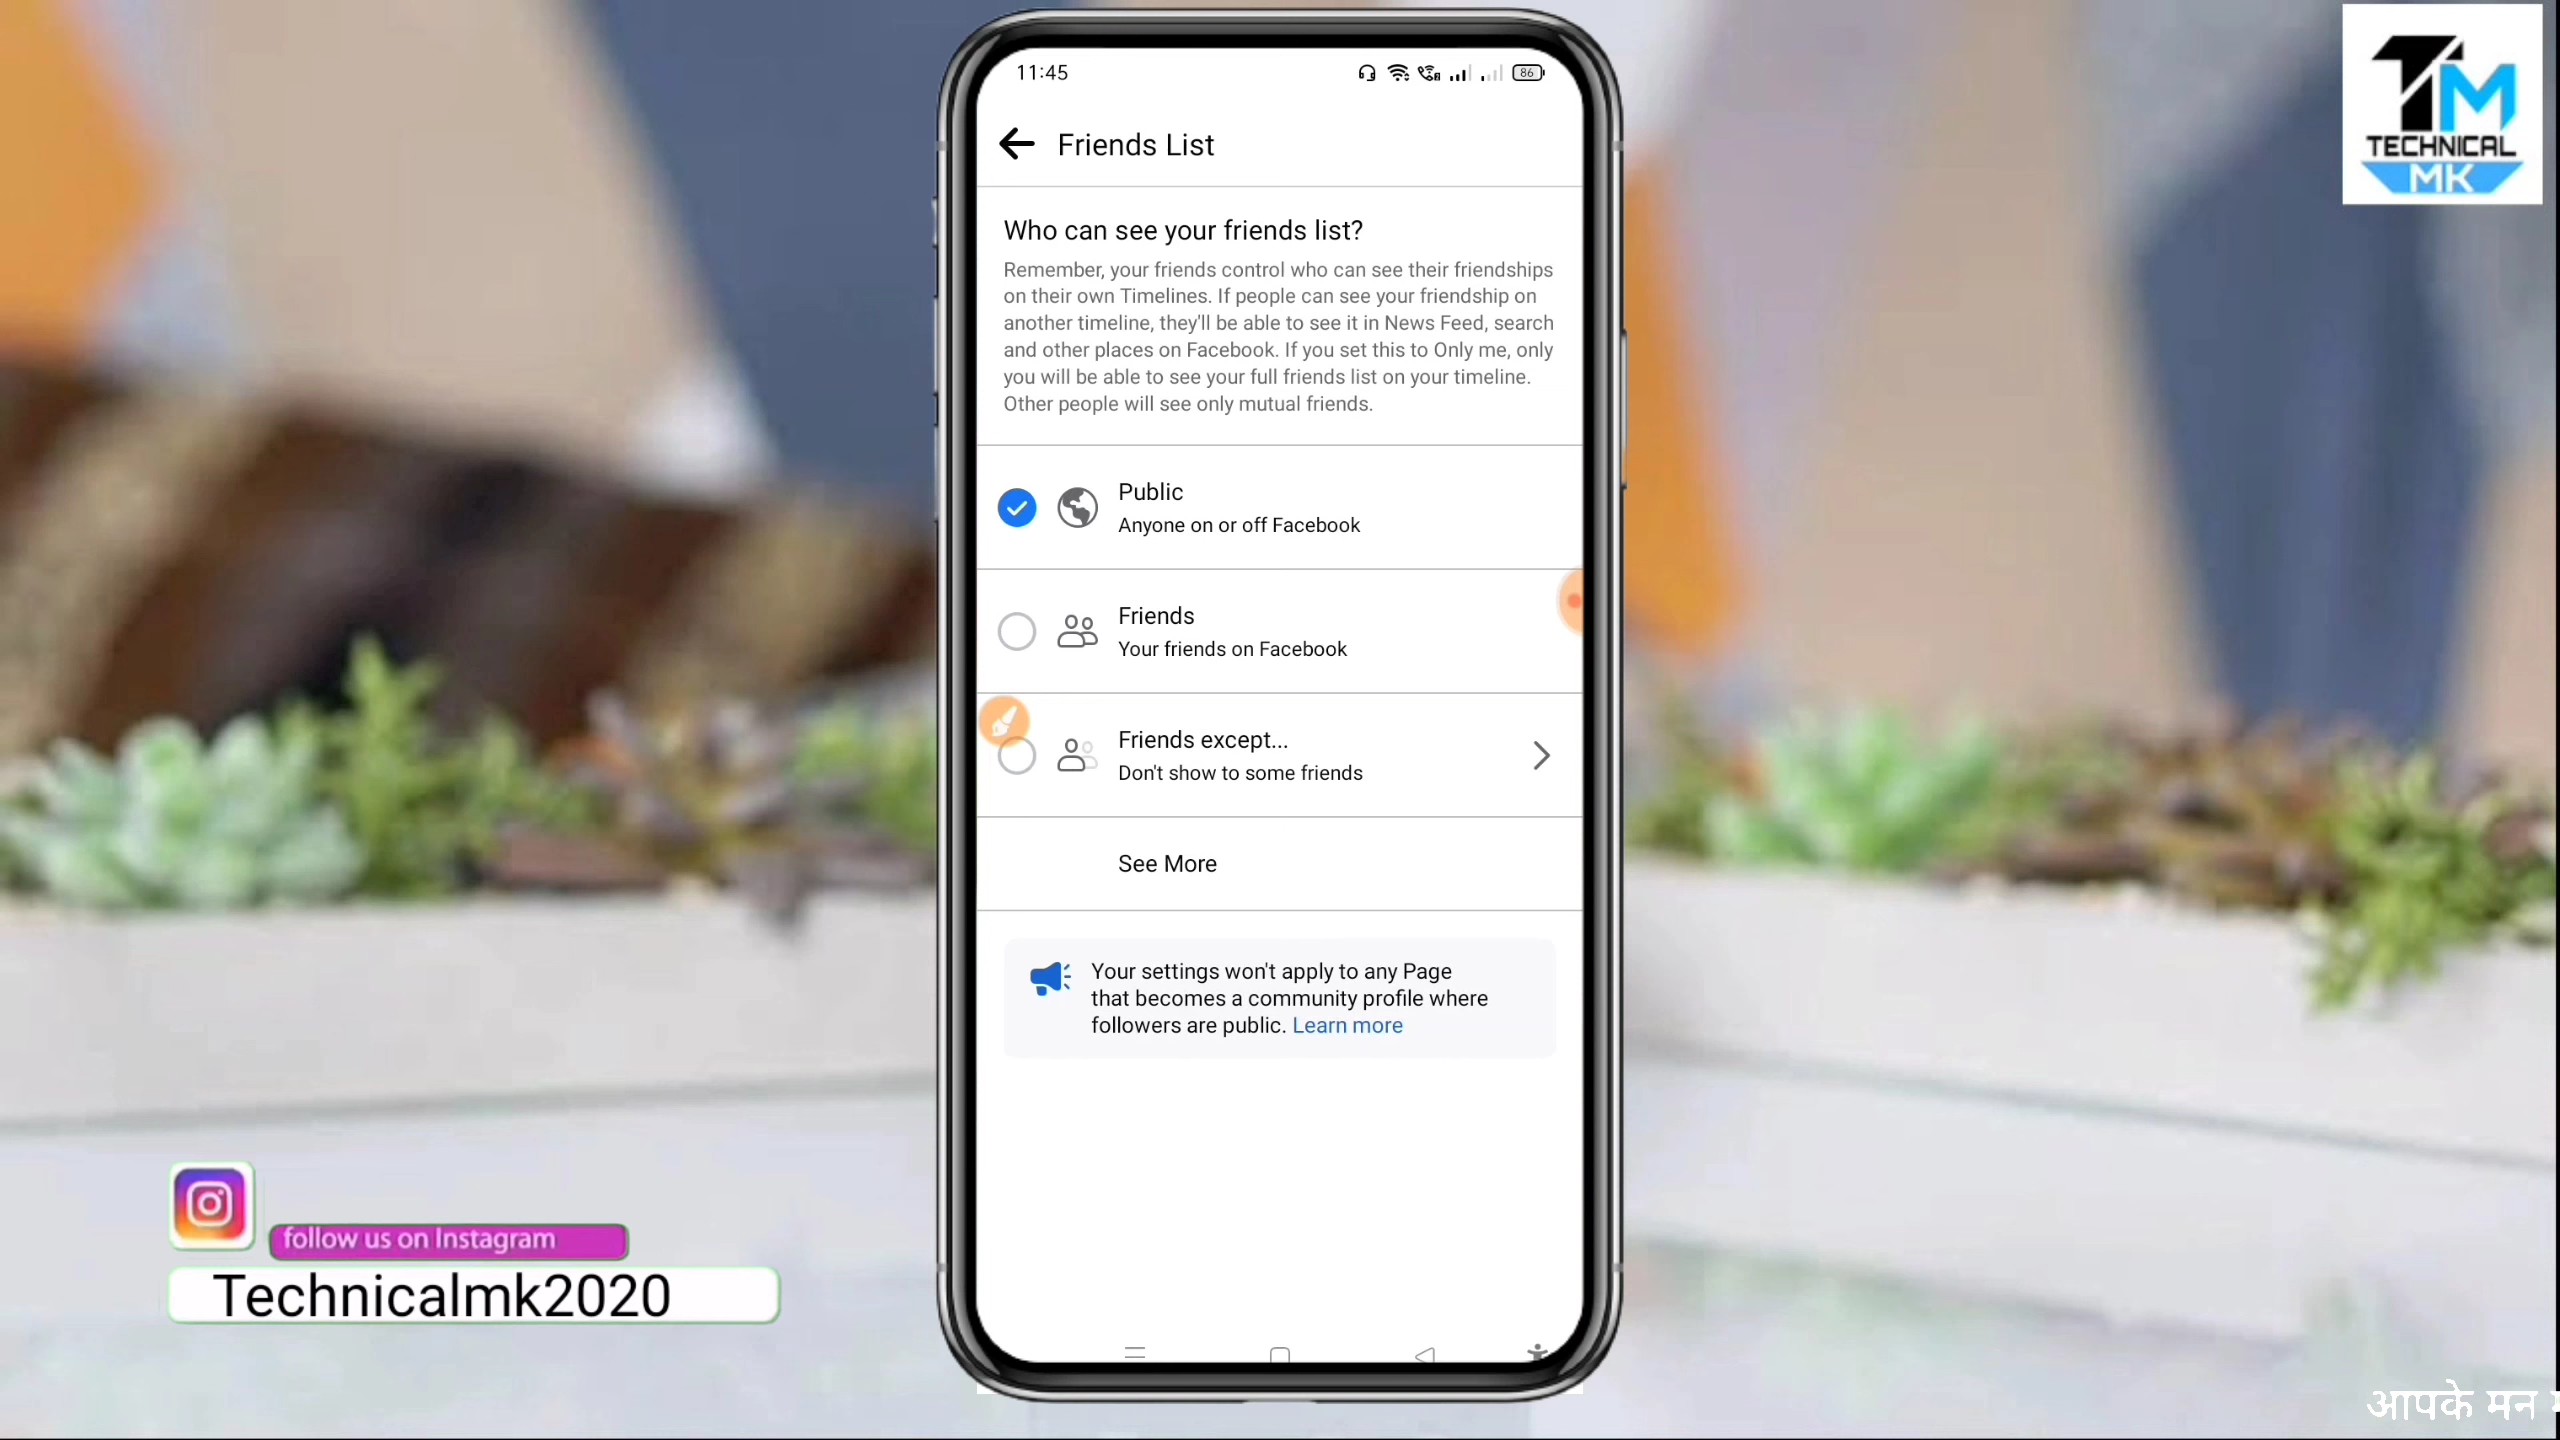 11:45
86
Friends List
Who can see your friends list?
Remember, your friends control who can see their friendships
on their own Timelines. If people can see your friendship on
another timeline, they'll be able to see it in News Feed, search
and other places on Facebook. If you set this to Only me, only
you will be able to see your full friends list on your timeline.
Other people will see only mutual friends.
Public
Anyone on or off Facebook
Friends
Your friends on Facebook
Friends except...
Don't show to some friends
See More
Your settings won't apply to any Page
that becomes a community profile where
followers are public. Learn more
TM
TECHNICAL
MK
follow us on Instagram
Technicalmk2020
आपके मन